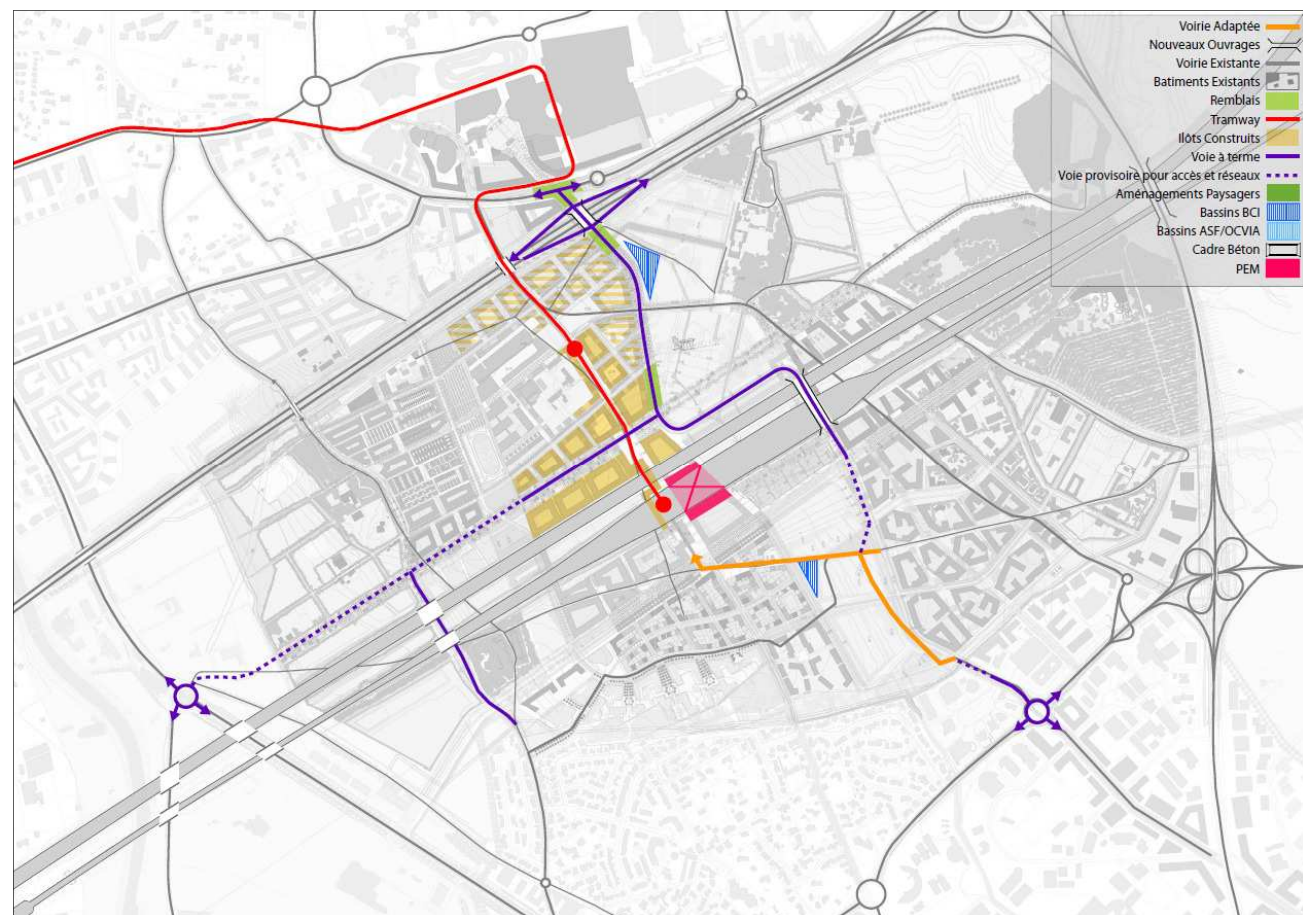 Voirie Adaptée
Nouveaux Ouvrages
Voirie Existante
Batiments Existants
Remblais
Tramway
Ilôts Construits
Voie à terme
Voie provisoire pour accès et réseaux
Aménagements Paysagers
Bassins BCI
Bassins ASF/OCVIA
Cadre Béton
PEM